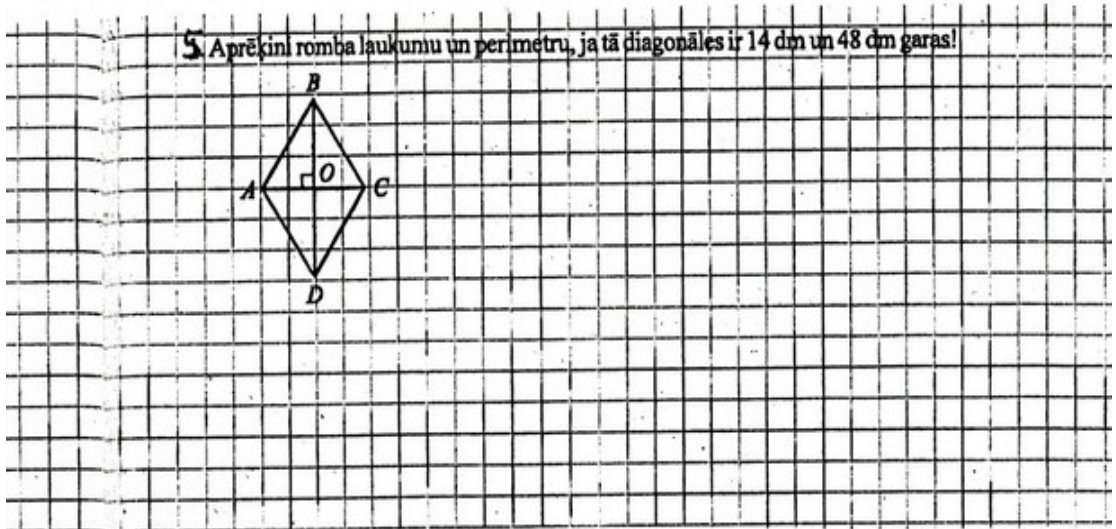 5. Aprēķini romba laukumu un perimetru, ja tā diagonāles ir 14 dm un 48 dm garas!
B
A
O
C
D